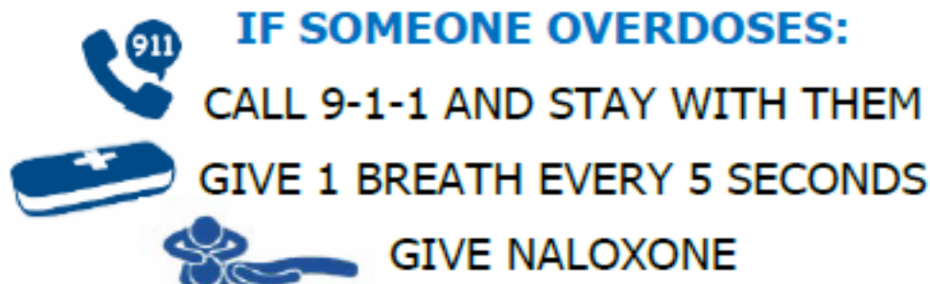 911
IF SOMEONE OVERDOSES:
CALL 9-1-1 AND STAY WITH THEM
GIVE 1 BREATH EVERY 5 SECONDS
GIVE NALOXONE